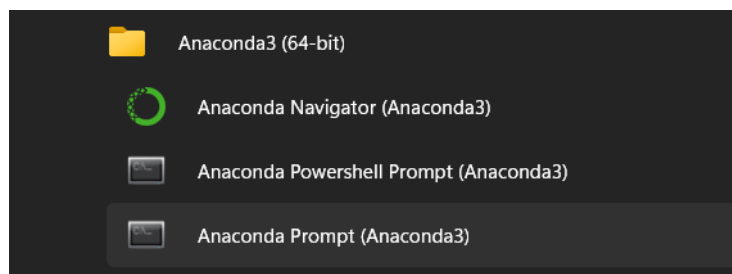 Anaconda3 (64-bit)
Anaconda Navigator (Anaconda3)
Anaconda Powershell Prompt (Anaconda3)
Anaconda Prompt (Anaconda3)